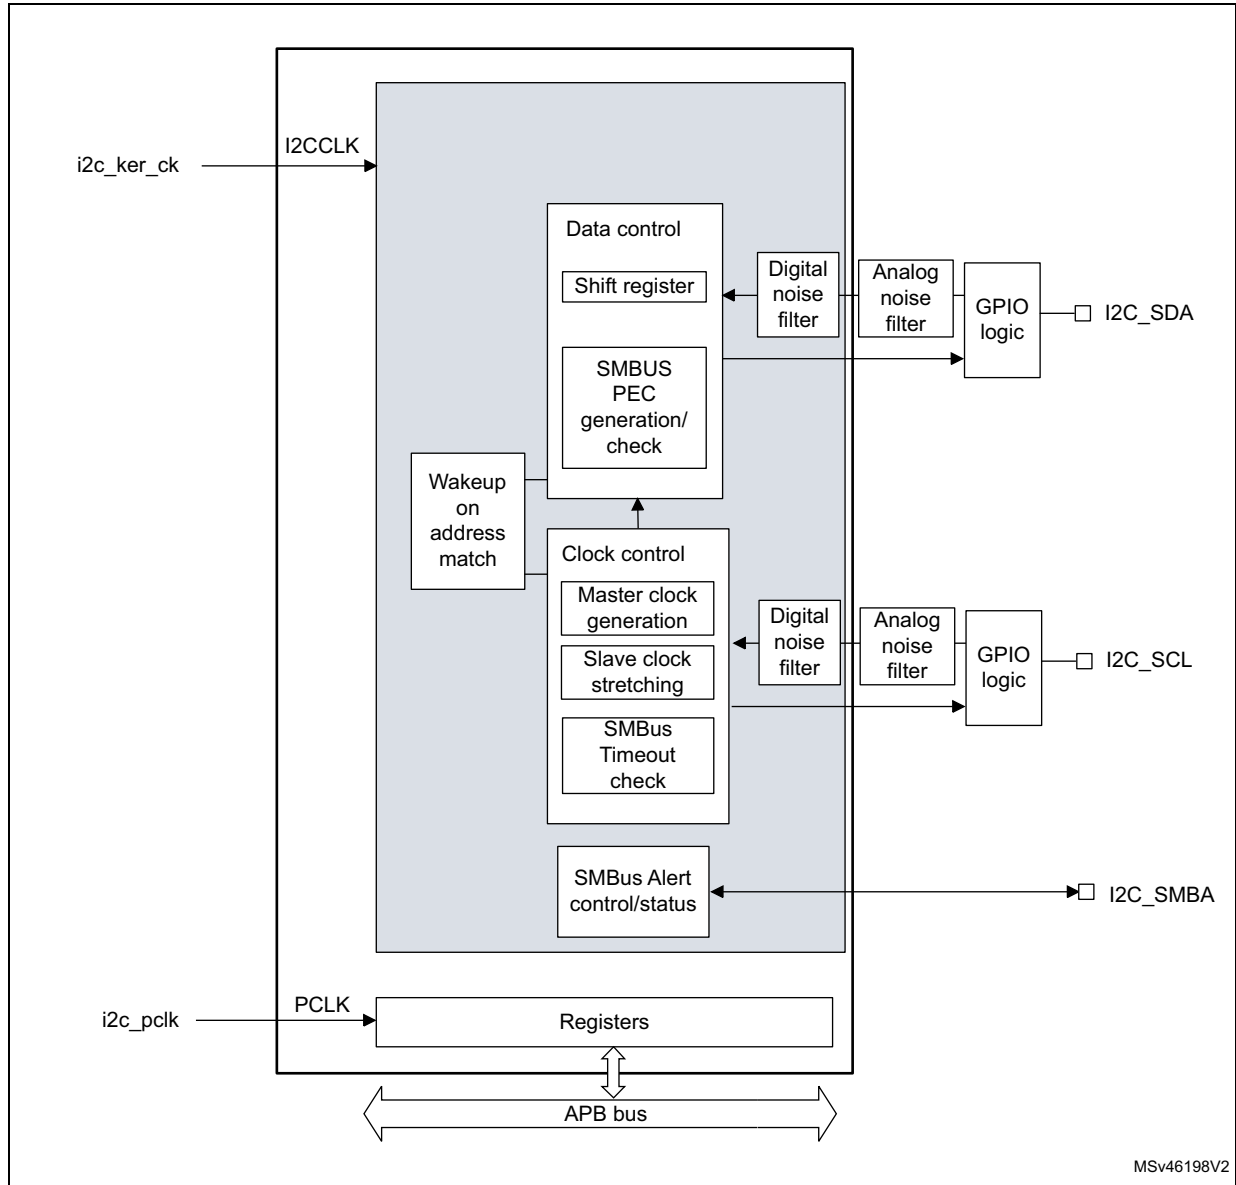 I2CCLK
i2c_ker_ck
Data control
Shift register
SMBUS
PEC
generation/
check
Digital
noise
filter
Analog
noise
filter
GPIO
logic
I2C_SDA
Wakeup
on
address
match
Clock control
Master clock
generation
Slave clock
stretching
SMBus
Timeout
check
Digital
noise
filter
Analog
noise
filter
GPIO
logic
I2C_SCL
SMBus Alert
control/status
I2C_SMBA
PCLK
i2c_pclk
Registers
APB bus
MSv46198V2